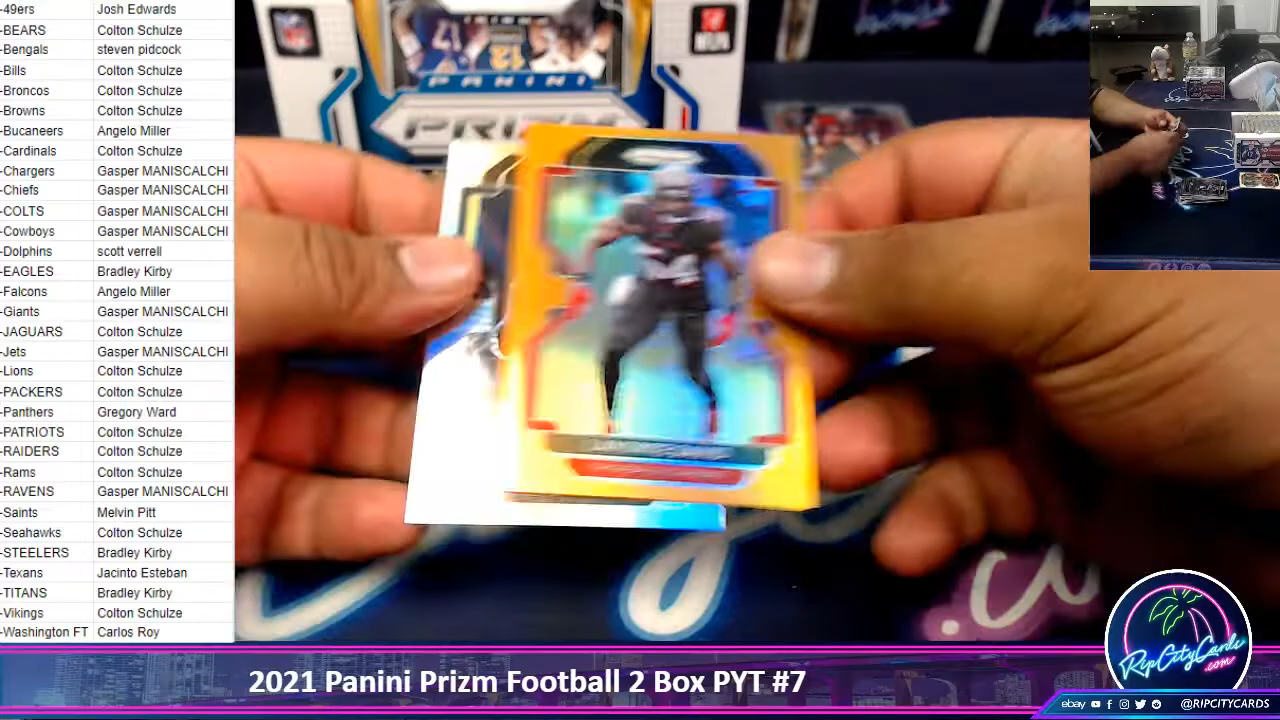 -49ers Josh Edwards
-BEARS Colton Schulze
-Bengals steven pidcock
-Bills Colton Schulze
-Broncos Colton Schulze
-Browns Colton Schulze
-Bucaneers Angelo Miller
-Cardinals Colton Schulze
-Chargers Gasper MANISCALCHI
-Chiefs Gasper MANISCALCHI
-COLTS Gasper MANISCALCHI
-Cowboys Gasper MANISCALCHI
-Dolphins scott verrell
-EAGLES Bradley Kirby
-Falcons Angelo Miller
-Giants Gasper MANISCALCHI
-JAGUARS Colton Schulze
-Jets Gasper MANISCALCHI
-Lions Colton Schulze
-PACKERS Colton Schulze
-Panthers Gregory Ward
-PATRIOTS Colton Schulze
-RAIDERS Colton Schulze
-Rams Colton Schulze
-RAVENS Gasper MANISCALCHI
-Saints Melvin Pitt
-Seahawks Colton Schulze
-STEELERS Bradley Kirby
-Texans Jacinto Esteban
-TITANS Bradley Kirby
-Vikings Colton Schulze
-Washington FT Carlos Roy
NFL
17
12
PANINI
PRIZM
2021 Panini Prizm Football 2 Box PYT #7
RipCityCards
.com
ebay @RIPCITYCARDS